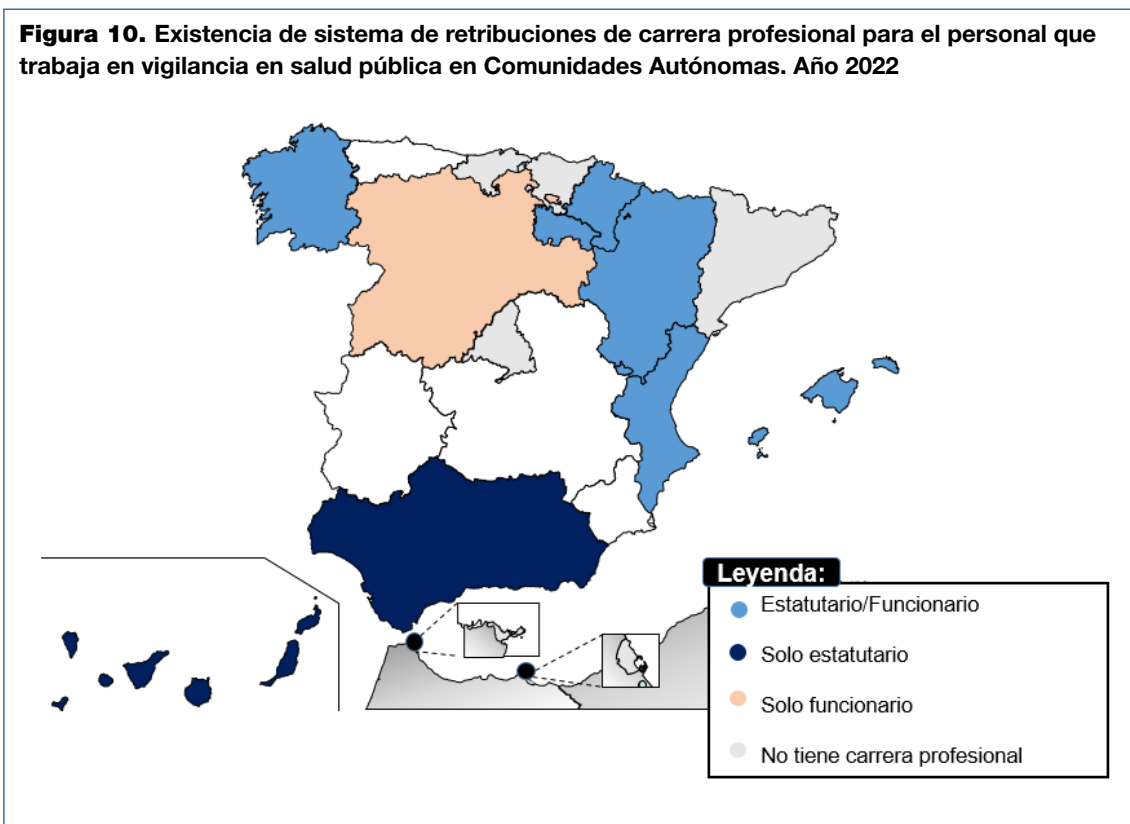 Figura 10. Existencia de sistema de retribuciones de carrera profesional para el personal que
trabaja en vigilancia en salud pública en Comunidades Autónomas. Año 2022
Leyenda:
Estatutario/Funcionario
Solo estatutario
Solo funcionario
No tiene carrera profesional